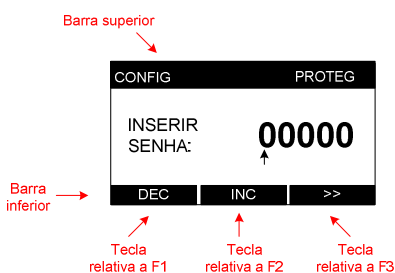 Barra superior
CONFIG PROTEG
INSERIR
SENHA: 00000
Barra
inferior
DEC INC >>
Tecla
relativa a F1
Tecla
relativa a F2
Tecla
relativa a F3